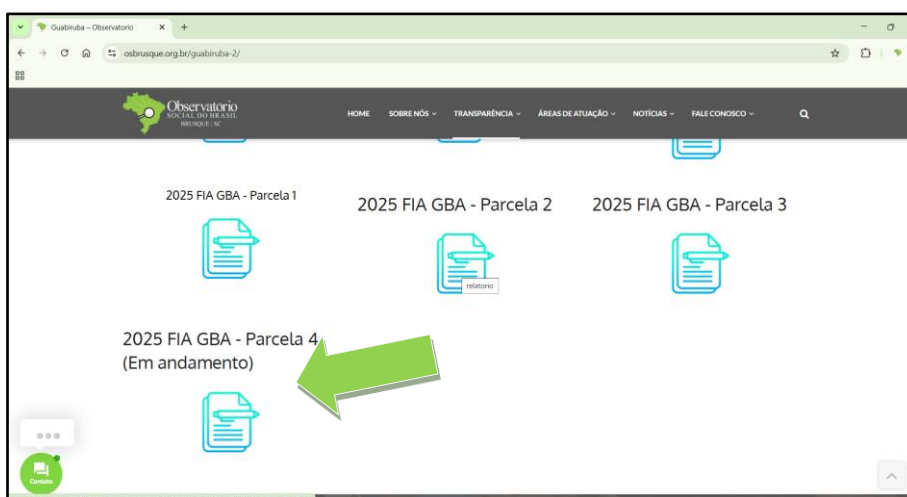 Guabiruba – Observatorio
osbrusque.org.br/guabiruba-2/
Observatorio
SOCIAL DO BRASIL
BRUSQUE | SC
HOME SOBRE NÓS TRANSPARÊNCIA ÁREAS DE ATUAÇÃO NOTÍCIAS FALE CONOSCO
2025 FIA GBA - Parcela 1
2025 FIA GBA - Parcela 2
2025 FIA GBA - Parcela 3
relatorio
2025 FIA GBA - Parcela 4
(Em andamento)
Contato